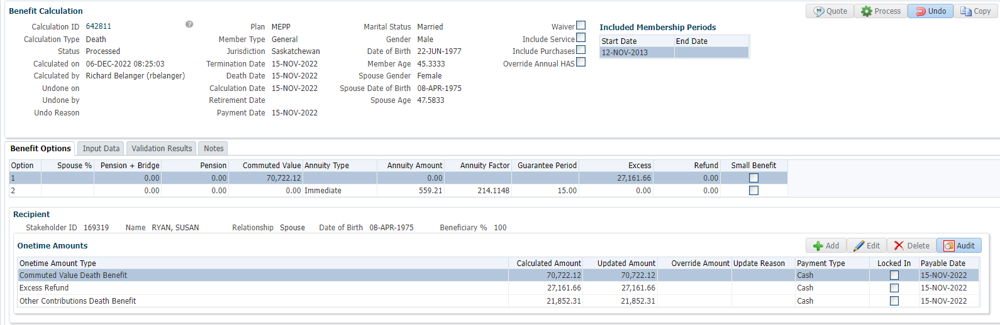 Benefit Calculation
Quote Process Undo Copy
Calculation ID 642811 Plan MEPP Marital Status Married Waiver Included Membership Periods
Calculation Type Death Member Type General Gender Male Include Service Start Date End Date
Status Processed Jurisdiction Saskatchewan Date of Birth 22-JUN-1977 Include Purchases 12-NOV-2013
Calculated on 06-DEC-2022 08:25:03 Termination Date 15-NOV-2022 Member Age 45.3333 Override Annual HAS
Calculated by Richard Belanger (rbelanger) Death Date 15-NOV-2022 Spouse Gender Female
Undone on Calculation Date 15-NOV-2022 Spouse Date of Birth 08-APR-1975
Undone by Retirement Date Spouse Age 47.5833
Undo Reason Payment Date 15-NOV-2022
Benefit Options Input Data Validation Results Notes
Option Spouse % Pension + Bridge Pension Commuted Value Annuity Type Annuity Amount Annuity Factor Guarantee Period Excess Refund Small Benefit
1 0.00 0.00 70,722.12 0.00 27,161.66 0.00
2 0.00 0.00 0.00 Immediate 559.21 214.1148 15.00 0.00 0.00
Recipient
Stakeholder ID 169319 Name RYAN, SUSAN Relationship Spouse Date of Birth 08-APR-1975 Beneficiary % 100
Onetime Amounts
Add Edit Delete Audit
Onetime Amount Type Calculated Amount Updated Amount Override Amount Update Reason Payment Type Locked In Payable Date
Commuted Value Death Benefit 70,722.12 70,722.12 Cash 15-NOV-2022
Excess Refund 27,161.66 27,161.66 Cash 15-NOV-2022
Other Contributions Death Benefit 21,852.31 21,852.31 Cash 15-NOV-2022